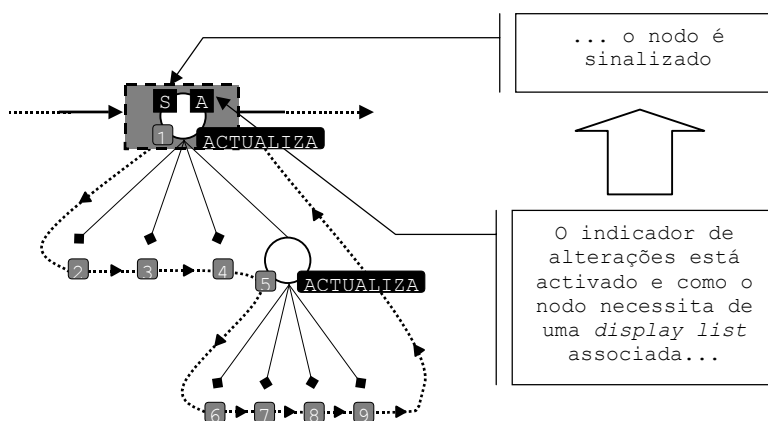 ... o nodo é
sinalizado
S A
1
ACTUALIZA
2 3 4
5
ACTUALIZA
6 7 8 9
O indicador de
alterações está
activado e como o
nodo necessita de
uma display list
associada...